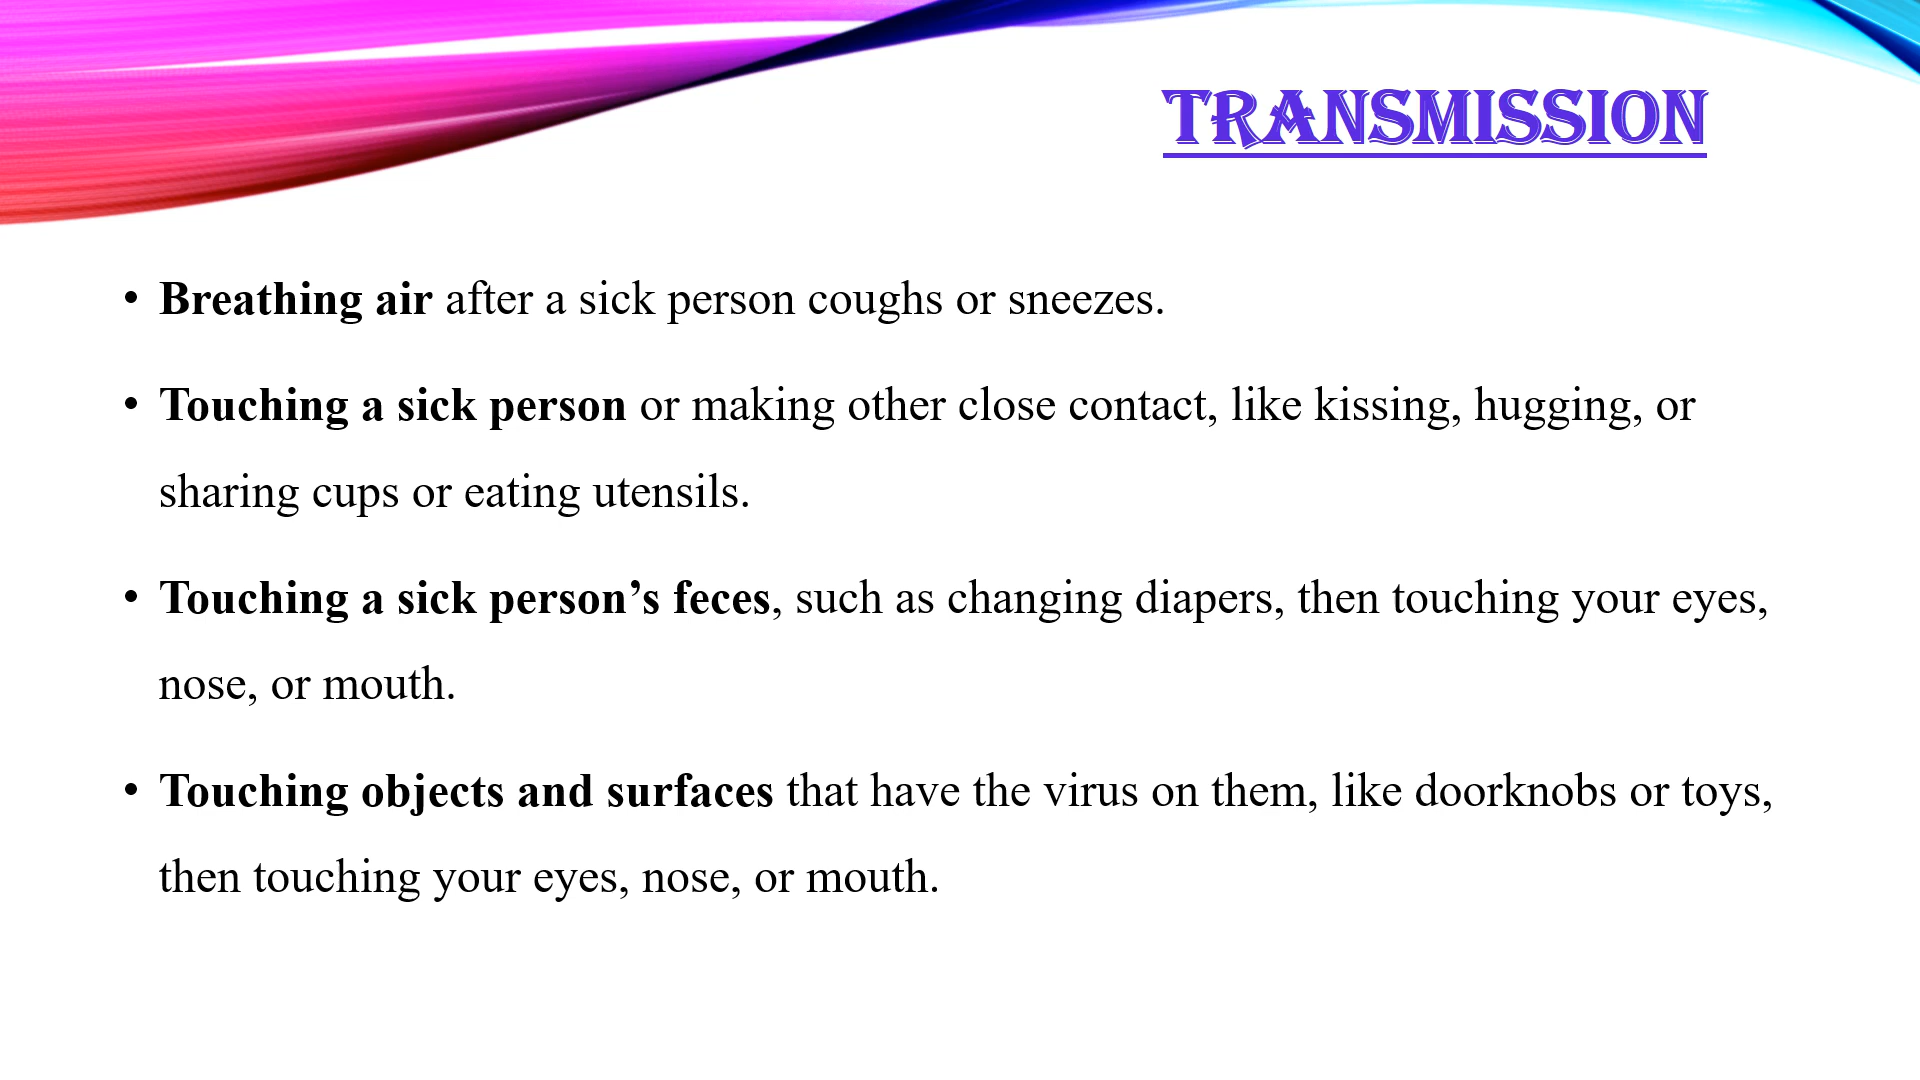 TRANSMISSION
• Breathing air after a sick person coughs or sneezes.
• Touching a sick person or making other close contact, like kissing, hugging, or
sharing cups or eating utensils.
• Touching a sick person’s feces, such as changing diapers, then touching your eyes,
nose, or mouth.
• Touching objects and surfaces that have the virus on them, like doorknobs or toys,
then touching your eyes, nose, or mouth.